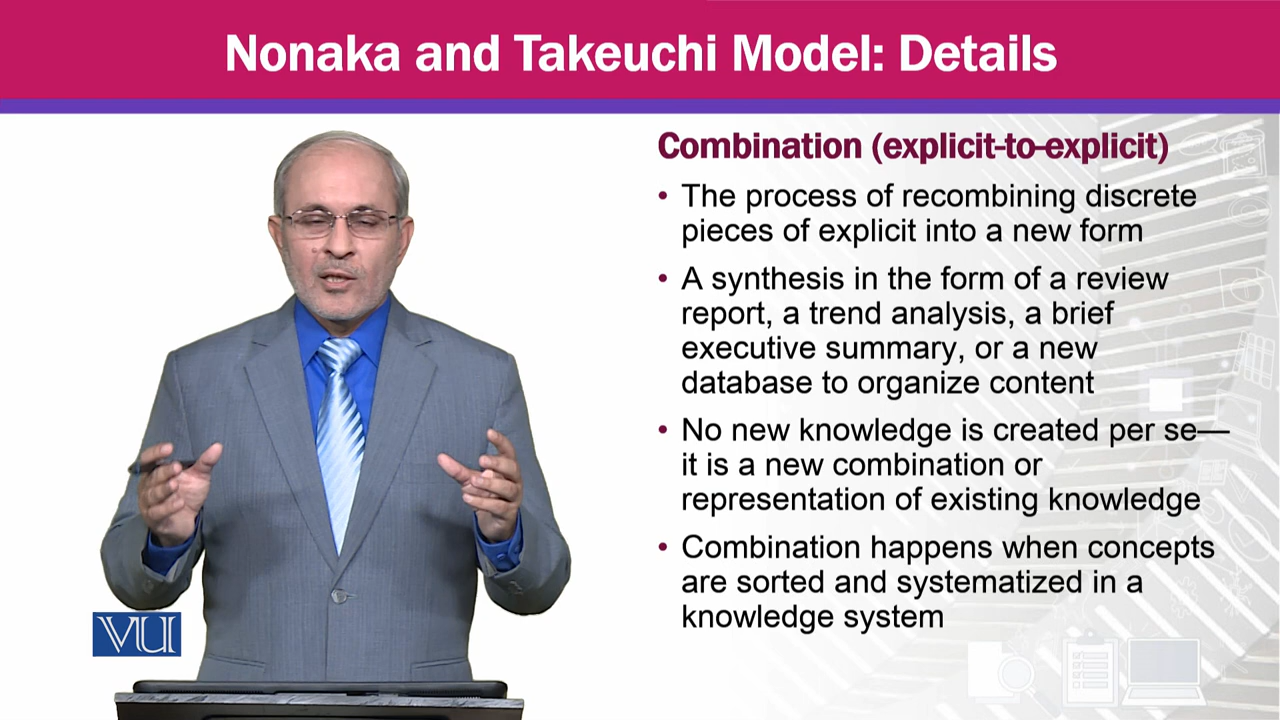 Nonaka and Takeuchi Model: Details
Combination (explicit-to-explicit)
• The process of recombining discrete
pieces of explicit into a new form
• A synthesis in the form of a review
report, a trend analysis, a brief
executive summary, or a new
database to organize content
• No new knowledge is created per se—
it is a new combination or
representation of existing knowledge
• Combination happens when concepts
are sorted and systematized in a
knowledge system
VU